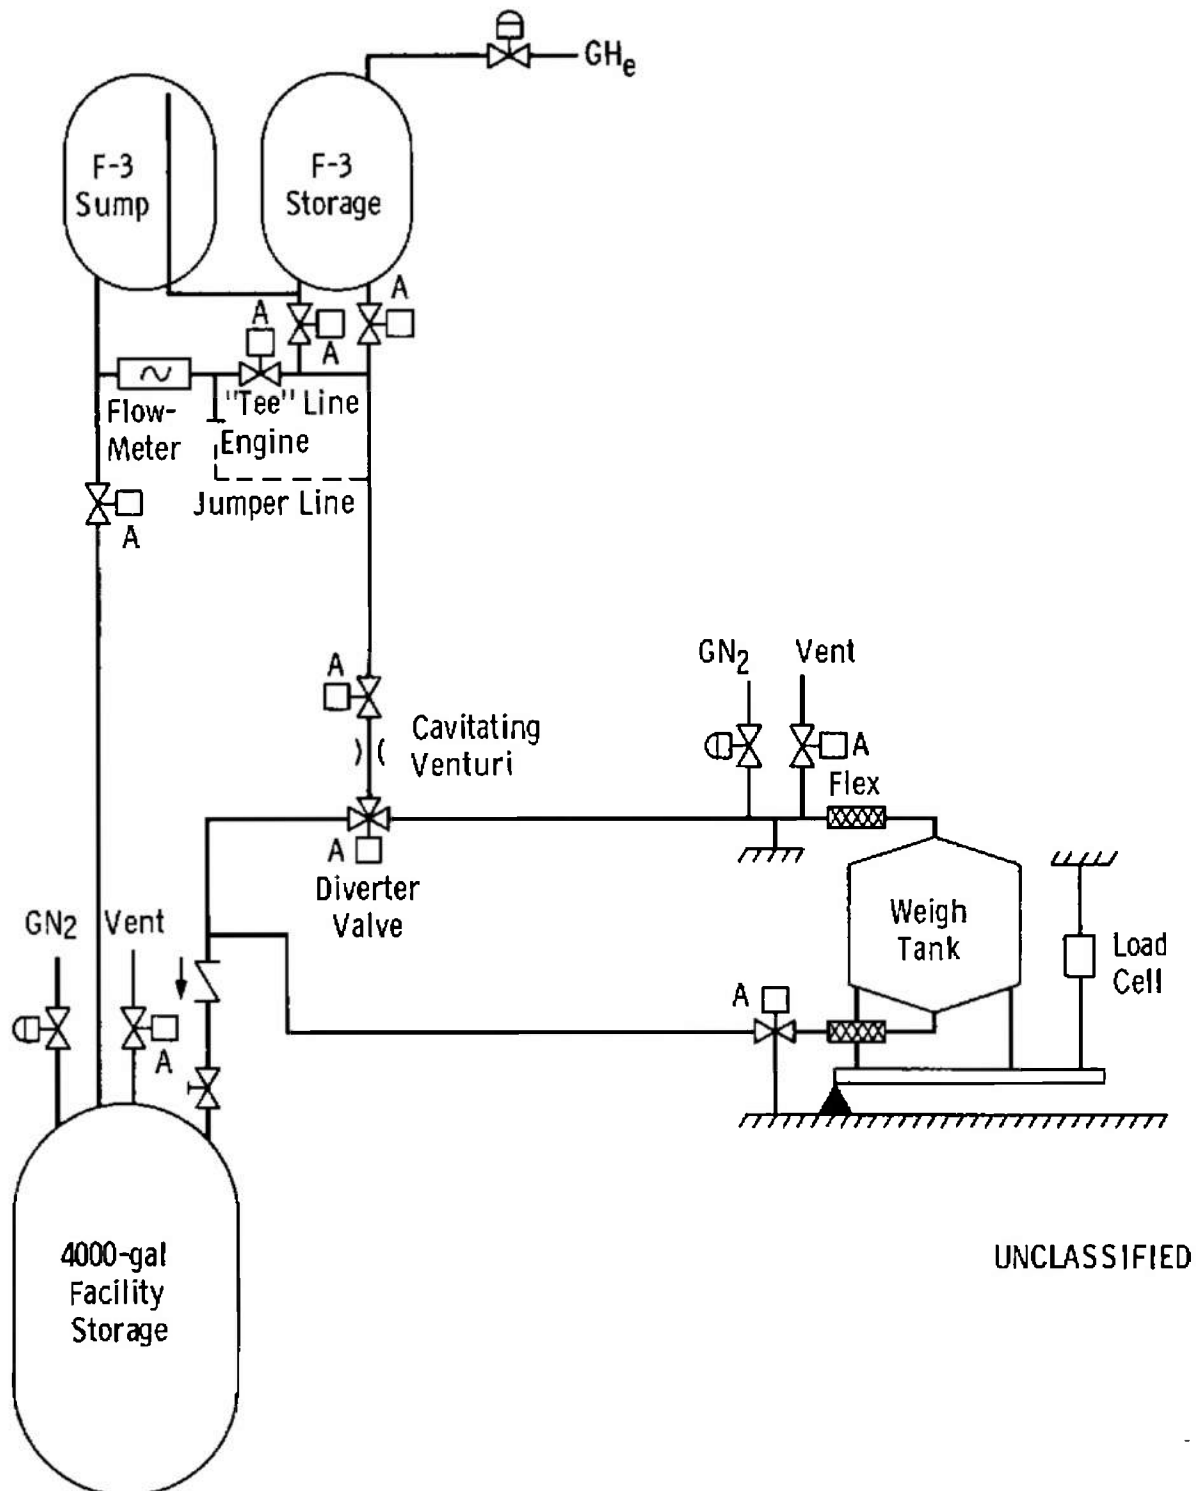 GHe
F-3
Sump
F-3
Storage
A
A
A
"Tee" Line
Flow-
Meter
Engine
Jumper Line
A
A
Cavitating
Venturi
GN2
Vent
A
Flex
A
Diverter
Valve
Weigh
Tank
Load
Cell
GN2
Vent
A
A
4000-gal
Facility
Storage
UNCLASSIFIED